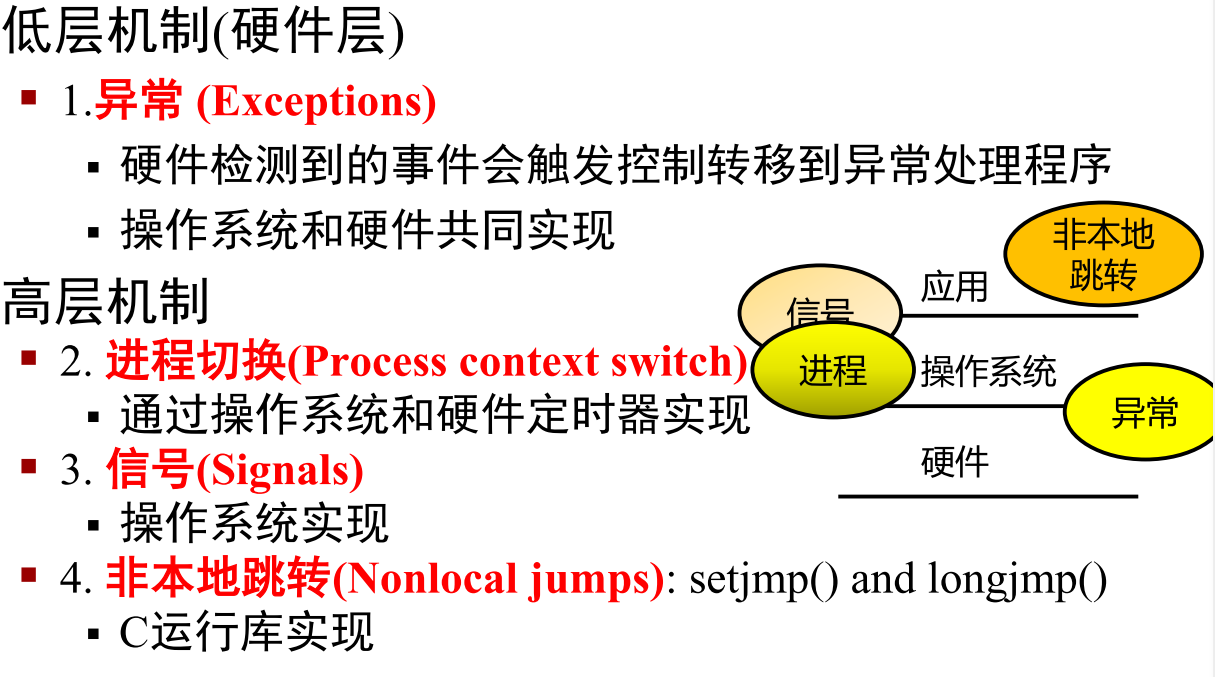 低层机制(硬件层)
▪ 1.异常 (Exceptions)
▪ 硬件检测到的事件会触发控制转移到异常处理程序
▪ 操作系统和硬件共同实现
高层机制
▪ 2. 进程切换(Process context switch)
▪ 通过操作系统和硬件定时器实现
▪ 3. 信号(Signals)
▪ 操作系统实现
▪ 4. 非本地跳转(Nonlocal jumps): setjmp() and longjmp()
▪ C运行库实现
非本地
跳转
应用
信号
进程
操作系统
异常
硬件